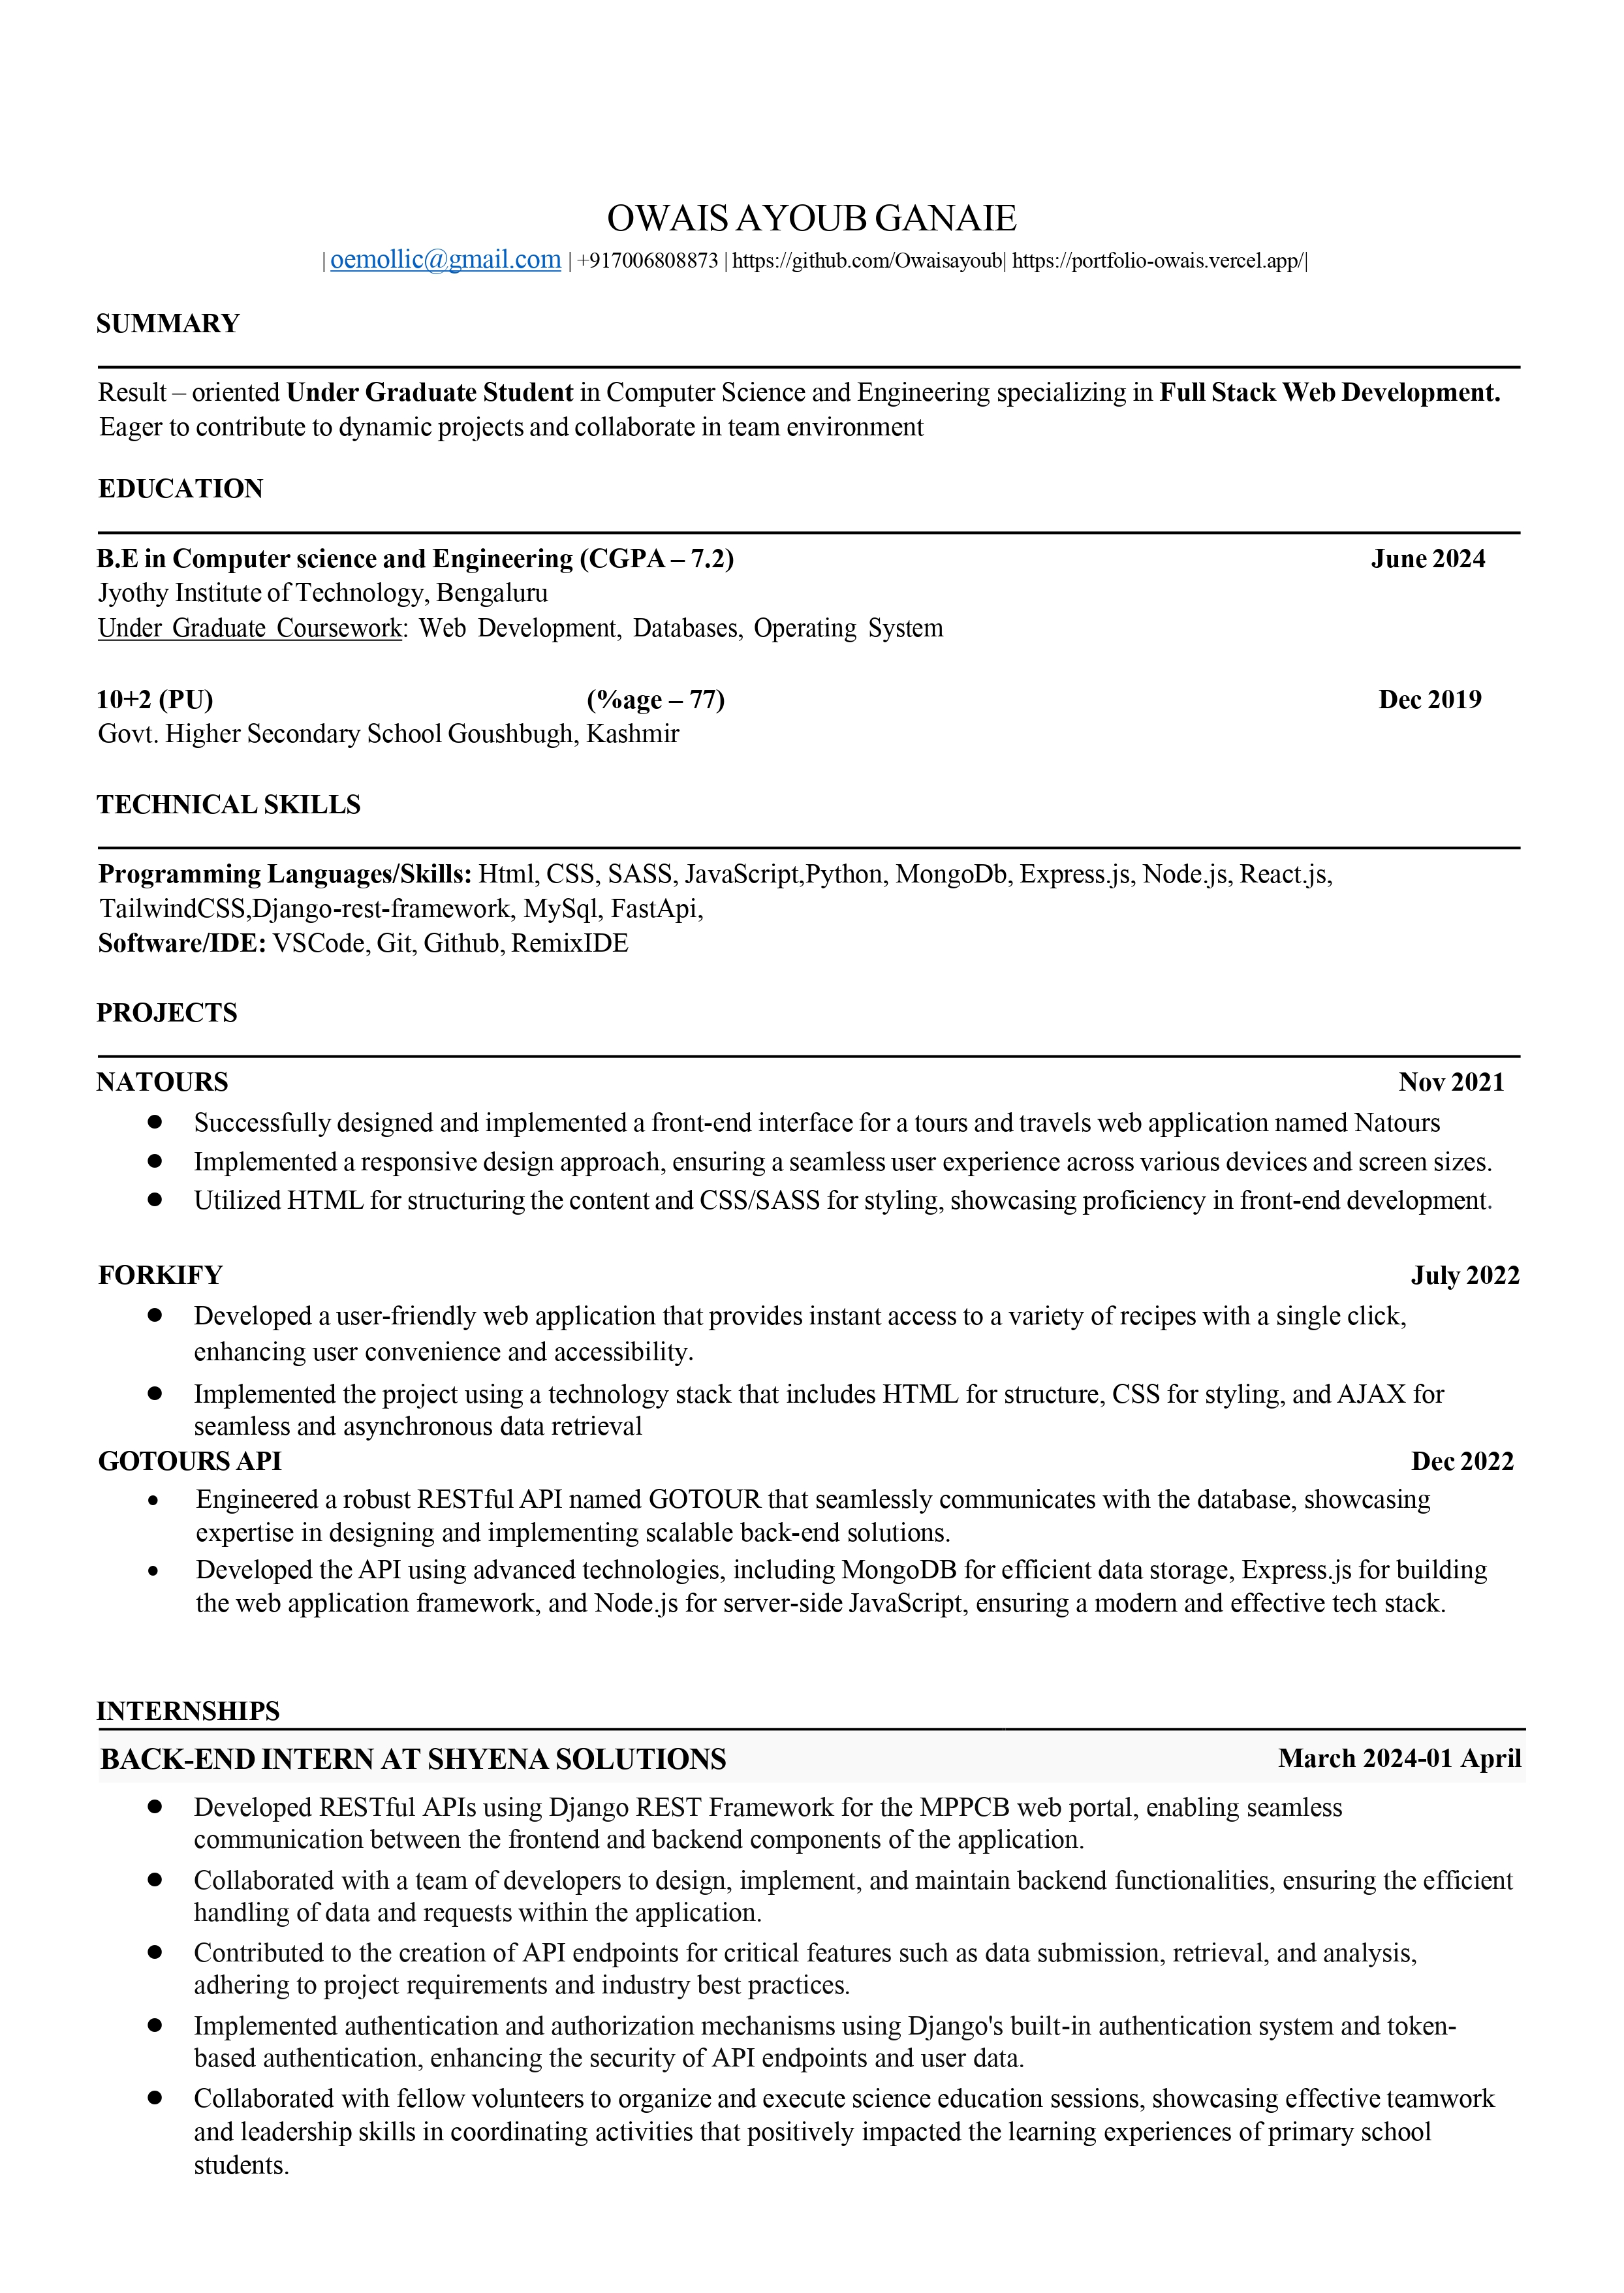 OWAIS AYOUB GANAIE
| oemollic@gmail.com | +917006808873 | https://github.com/Owaisayoub| https://portfolio-owais.vercel.app/|
SUMMARY
Result – oriented Under Graduate Student in Computer Science and Engineering specializing in Full Stack Web Development.
Eager to contribute to dynamic projects and collaborate in team environment
EDUCATION
B.E in Computer science and Engineering (CGPA – 7.2) June 2024
Jyothy Institute of Technology, Bengaluru
Under Graduate Coursework: Web Development, Databases, Operating System
10+2 (PU) (%age – 77) Dec 2019
Govt. Higher Secondary School Goushbugh, Kashmir
TECHNICAL SKILLS
Programming Languages/Skills: Html, CSS, SASS, JavaScript,Python, MongoDb, Express.js, Node.js, React.js,
TailwindCSS,Django-rest-framework, MySql, FastApi,
Software/IDE: VSCode, Git, Github, RemixIDE
PROJECTS
NATOURS Nov 2021
● Successfully designed and implemented a front-end interface for a tours and travels web application named Natours
● Implemented a responsive design approach, ensuring a seamless user experience across various devices and screen sizes.
● Utilized HTML for structuring the content and CSS/SASS for styling, showcasing proficiency in front-end development.
FORKIFY July 2022
● Developed a user-friendly web application that provides instant access to a variety of recipes with a single click,
enhancing user convenience and accessibility.
● Implemented the project using a technology stack that includes HTML for structure, CSS for styling, and AJAX for
seamless and asynchronous data retrieval
GOTOURS API Dec 2022
• Engineered a robust RESTful API named GOTOUR that seamlessly communicates with the database, showcasing
expertise in designing and implementing scalable back-end solutions.
• Developed the API using advanced technologies, including MongoDB for efficient data storage, Express.js for building
the web application framework, and Node.js for server-side JavaScript, ensuring a modern and effective tech stack.
INTERNSHIPS
BACK-END INTERN AT SHYENA SOLUTIONS March 2024-01 April
● Developed RESTful APIs using Django REST Framework for the MPPCB web portal, enabling seamless
communication between the frontend and backend components of the application.
● Collaborated with a team of developers to design, implement, and maintain backend functionalities, ensuring the efficient
handling of data and requests within the application.
● Contributed to the creation of API endpoints for critical features such as data submission, retrieval, and analysis,
adhering to project requirements and industry best practices.
● Implemented authentication and authorization mechanisms using Django's built-in authentication system and token-
based authentication, enhancing the security of API endpoints and user data.
● Collaborated with fellow volunteers to organize and execute science education sessions, showcasing effective teamwork
and leadership skills in coordinating activities that positively impacted the learning experiences of primary school
students.